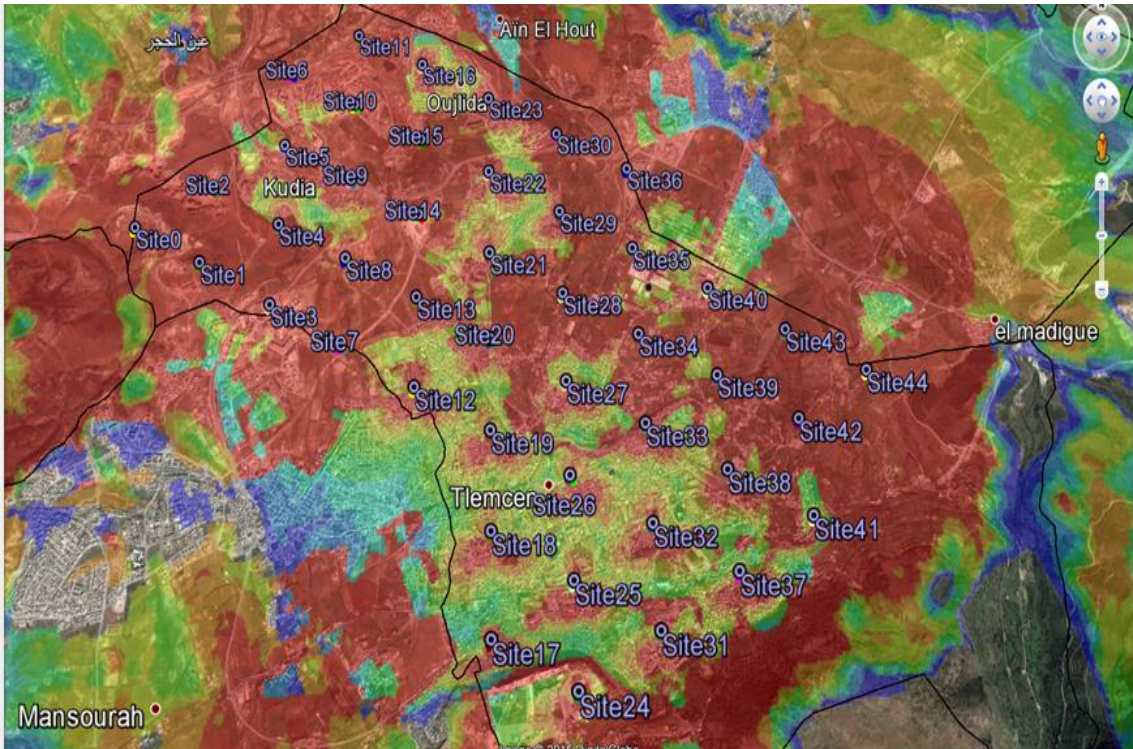 Aïn El Hout
عين الحجر
Site11
Site16
Site6
Oujlida
Site23
Site10
Site15
Site30
Site5
Site9
Kudia
Site22
Site36
Site2
Site14
Site29
Site4
Site0
Site21
Site35
Site8
Site1
Site28
Site40
Site13
Site3
Site20
Site34
Site43
el madigue
Site7
Site39
Site44
Site27
Site12
Site42
Site33
Site19
Site38
Tlemcen
Site26
Site41
Site32
Site18
Site37
Site25
Site31
Site17
Site24
Mansourah